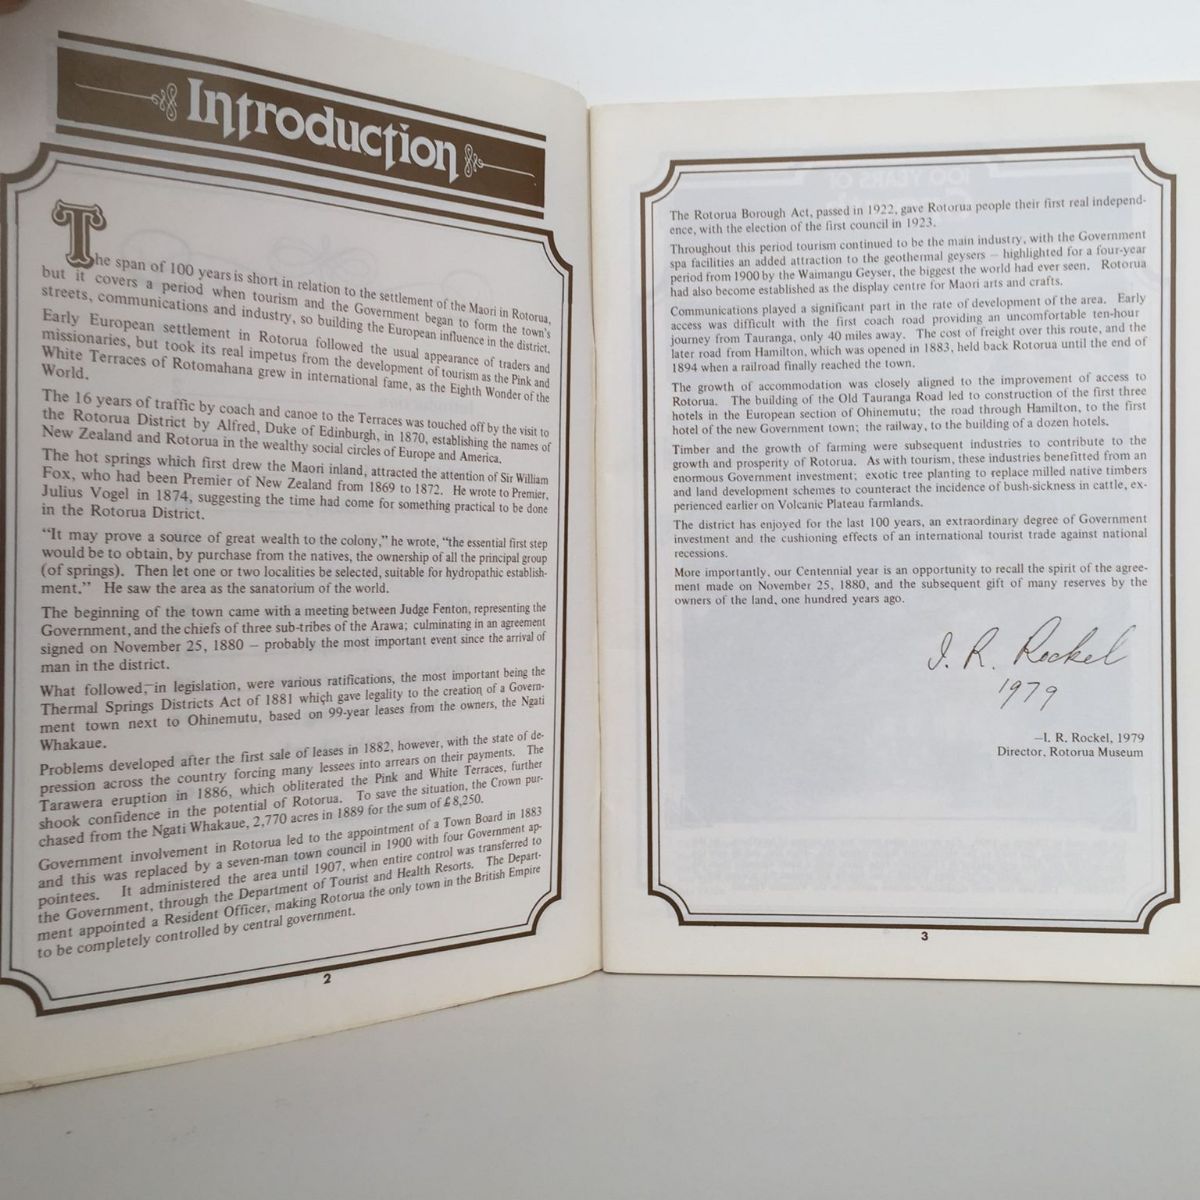 Introduction
The span of 100 years is short in relation to the settlement of the Maori in Rotorua,
but it covers a period when tourism and the Government began to form the town's
streets, communications and industry, so building the European influence in the district.
Early European settlement in Rotorua followed the usual appearance of traders and
missionaries, but took its real impetus from the development of tourism as the Pink and
White Terraces of Rotomahana grew in international fame, as the Eighth Wonder of the
World.
The 16 years of traffic by coach and canoe to the Terraces was touched off by the visit to
the Rotorua District by Alfred, Duke of Edinburgh, in 1870, establishing the names of
New Zealand and Rotorua in the wealthy social circles of Europe and America.
The hot springs which first drew the Maori inland, attracted the attention of Sir William
Fox, who had been Premier of New Zealand from 1869 to 1872. He wrote to Premier,
Julius Vogel in 1874, suggesting the time had come for something practical to be done
in the Rotorua District.
“It may prove a source of great wealth to the colony,” he wrote, “the essential first step
would be to obtain, by purchase from the natives, the ownership of all the principal group
(of springs). Then let one or two localities be selected, suitable for hydropathic establish-
ment.” He saw the area as the sanatorium of the world.
The beginning of the town came with a meeting between Judge Fenton, representing the
Government, and the chiefs of three sub-tribes of the Arawa; culminating in an agreement
signed on November 25, 1880 – probably the most important event since the arrival of
man in the district.
What followed, in legislation, were various ratifications, the most important being the
Thermal Springs Districts Act of 1881 which gave legality to the creation of a Govern-
ment town next to Ohinemutu, based on 99-year leases from the owners, the Ngati
Whakaue.
Problems developed after the first sale of leases in 1882, however, with the state of de-
pression across the country forcing many lessees into arrears on their payments. The
Tarawera eruption in 1886, which obliterated the Pink and White Terraces, further
shook confidence in the potential of Rotorua. To save the situation, the Crown pur-
chased from the Ngati Whakaue, 2,770 acres in 1889 for the sum of £8,250.
Government involvement in Rotorua led to the appointment of a Town Board in 1883
and this was replaced by a seven-man town council in 1900 with four Government ap-
pointees. It administered the area until 1907, when entire control was transferred to
the Government, through the Department of Tourist and Health Resorts. The Depart-
ment appointed a Resident Officer, making Rotorua the only town in the British Empire
to be completely controlled by central government.
2
The Rotorua Borough Act, passed in 1922, gave Rotorua people their first real independ-
ence, with the election of the first council in 1923.
Throughout this period tourism continued to be the main industry, with the Government
spa facilities an added attraction to the geothermal geysers – highlighted for a four-year
period from 1900 by the Waimangu Geyser, the biggest the world had ever seen. Rotorua
had also become established as the display centre for Maori arts and crafts.
Communications played a significant part in the rate of development of the area. Early
access was difficult with the first coach road providing an uncomfortable ten-hour
journey from Tauranga, only 40 miles away. The cost of freight over this route, and the
later road from Hamilton, which was opened in 1883, held back Rotorua until the end of
1894 when a railroad finally reached the town.
The growth of accommodation was closely aligned to the improvement of access to
Rotorua. The building of the Old Tauranga Road led to construction of the first three
hotels in the European section of Ohinemutu; the road through Hamilton, to the first
hotel of the new Government town; the railway, to the building of a dozen hotels.
Timber and the growth of farming were subsequent industries to contribute to the
growth and prosperity of Rotorua. As with tourism, these industries benefitted from an
enormous Government investment; exotic tree planting to replace milled native timbers
and land development schemes to counteract the incidence of bush-sickness in cattle, ex-
perienced earlier on Volcanic Plateau farmlands.
The district has enjoyed for the last 100 years, an extraordinary degree of Government
investment and the cushioning effects of an international tourist trade against national
recessions.
More importantly, our Centennial year is an opportunity to recall the spirit of the agree-
ment made on November 25, 1880, and the subsequent gift of many reserves by the
owners of the land, one hundred years ago.
I. R. Rockel
1979
–I. R. Rockel, 1979
Director, Rotorua Museum
3